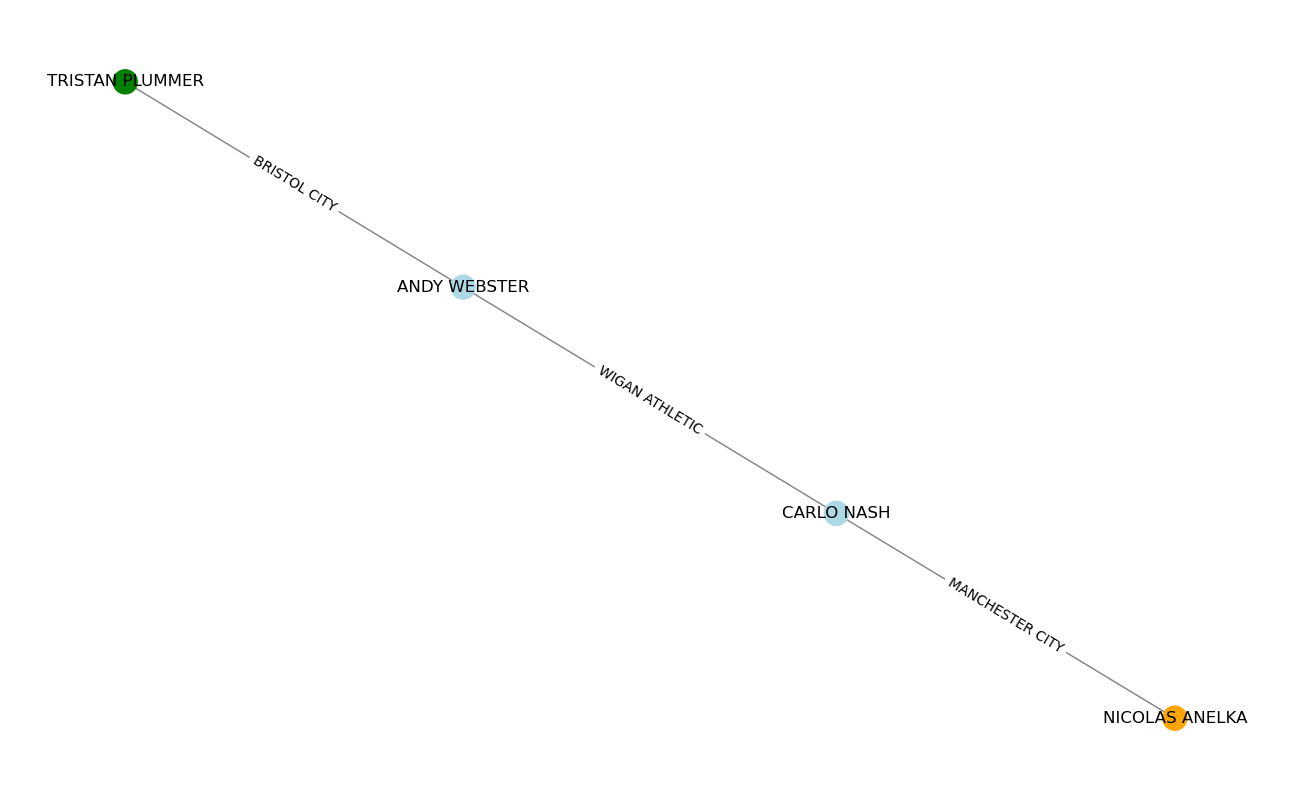 TRISTAN PLUMMER
BRISTOL CITY
ANDY WEBSTER
WIGAN ATHLETIC
CARLO NASH
MANCHESTER CITY
NICOLAS ANELKA